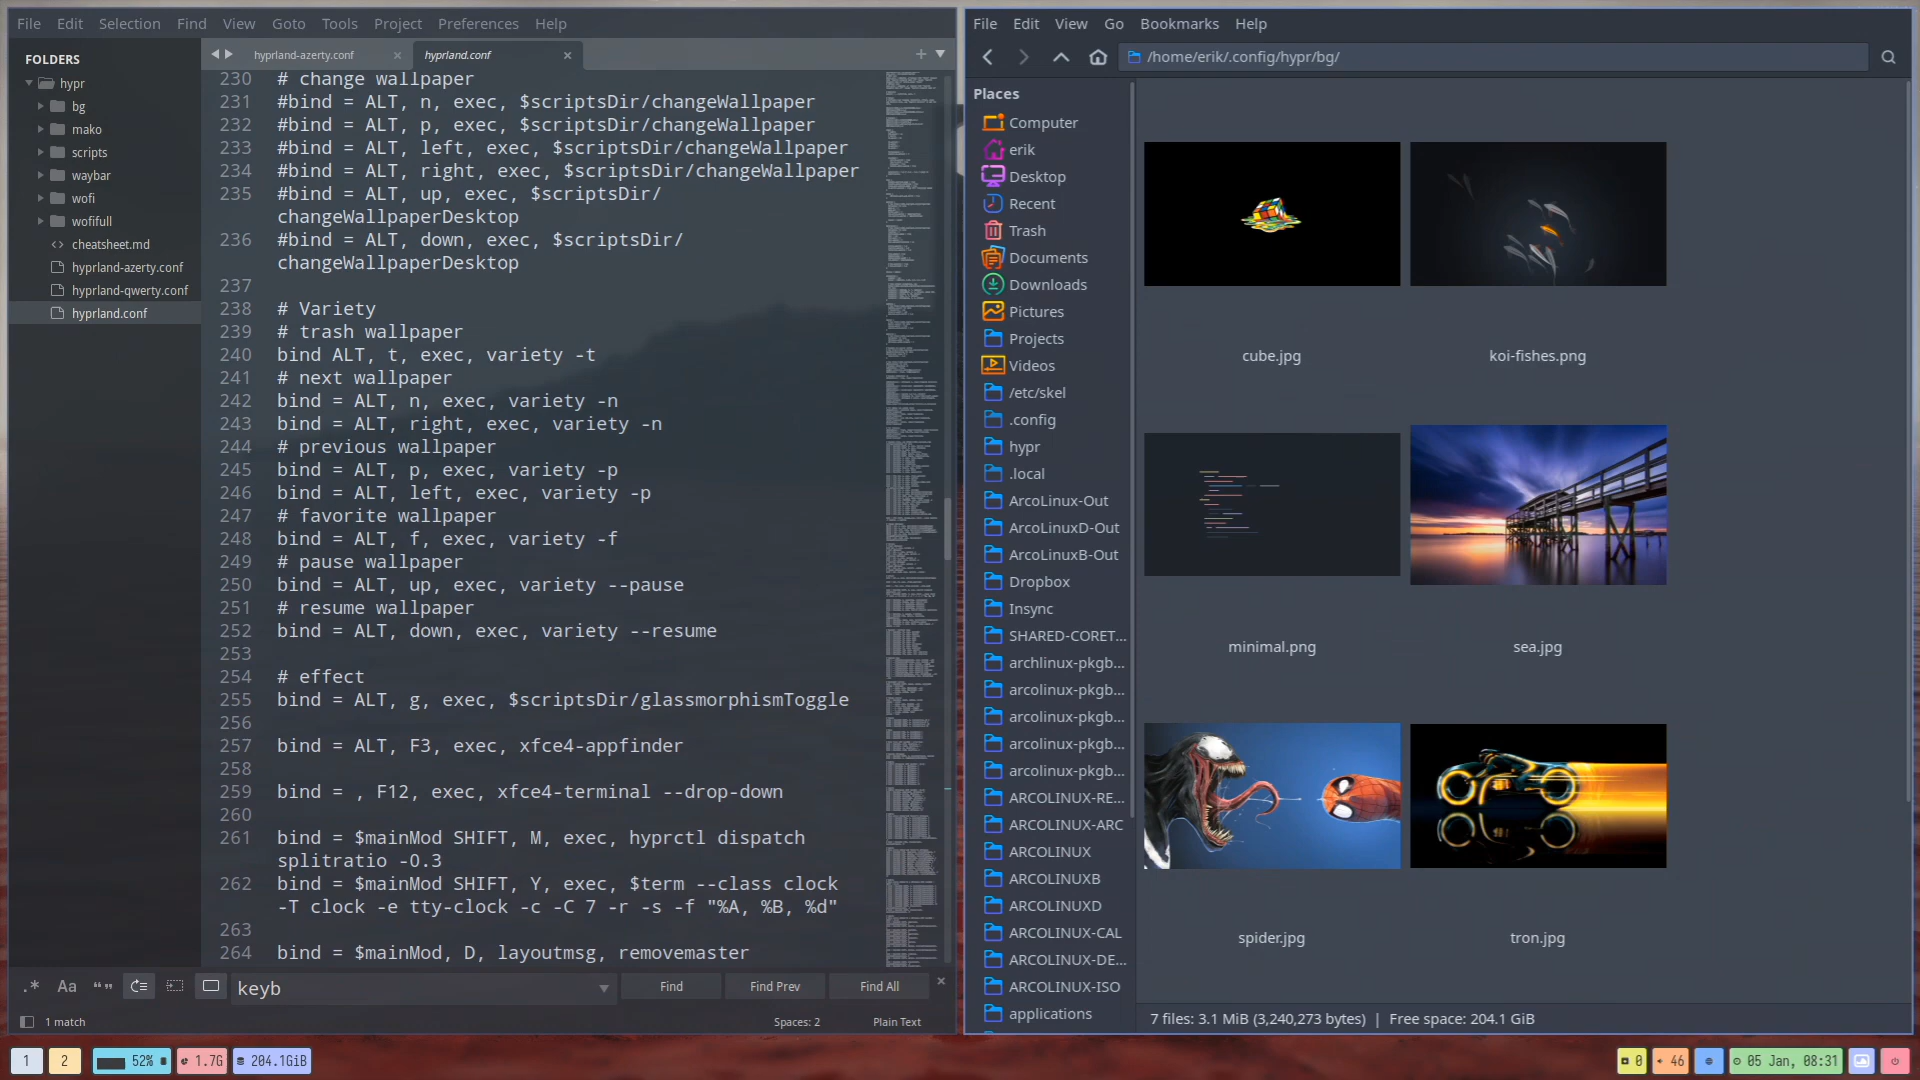 File Edit Selection Find View Goto Tools Project Preferences Help
FOLDERS
hypr
bg
mako
scripts
waybar
wofi
wofifull
cheatsheet.md
hyprland-azerty.conf
hyprland-qwerty.conf
hyprland.conf
hyprland-azerty.conf hyprland.conf
230 # change wallpaper
231 #bind = ALT, n, exec, $scriptsDir/changeWallpaper
232 #bind = ALT, p, exec, $scriptsDir/changeWallpaper
233 #bind = ALT, left, exec, $scriptsDir/changeWallpaper
234 #bind = ALT, right, exec, $scriptsDir/changeWallpaper
235 #bind = ALT, up, exec, $scriptsDir/
changeWallpaperDesktop
236 #bind = ALT, down, exec, $scriptsDir/
changeWallpaperDesktop
237
238 # Variety
239 # trash wallpaper
240 bind ALT, t, exec, variety -t
241 # next wallpaper
242 bind = ALT, n, exec, variety -n
243 bind = ALT, right, exec, variety -n
244 # previous wallpaper
245 bind = ALT, p, exec, variety -p
246 bind = ALT, left, exec, variety -p
247 # favorite wallpaper
248 bind = ALT, f, exec, variety -f
249 # pause wallpaper
250 bind = ALT, up, exec, variety --pause
251 # resume wallpaper
252 bind = ALT, down, exec, variety --resume
253
254 # effect
255 bind = ALT, g, exec, $scriptsDir/glassmorphismToggle
256
257 bind = ALT, F3, exec, xfce4-appfinder
258
259 bind = , F12, exec, xfce4-terminal --drop-down
260
261 bind = $mainMod SHIFT, M, exec, hyprctl dispatch
splitratio -0.3
262 bind = $mainMod SHIFT, Y, exec, $term --class clock
-T clock -e tty-clock -c -C 7 -r -s -f "%A, %B, %d"
263
264 bind = $mainMod, D, layoutmsg, removemaster
.* Aa “” keyb Find Find Prev Find All
1 match Spaces: 2 Plain Text
File Edit View Go Bookmarks Help
/home/erik/.config/hypr/bg/
Places
Computer
erik
Desktop
Recent
Trash
Documents
Downloads
Pictures
Projects
Videos
/etc/skel
.config
hypr
.local
ArcoLinux-Out
ArcoLinuxD-Out
ArcoLinuxB-Out
Dropbox
Insync
SHARED-CORET...
archlinux-pkgb...
arcolinux-pkgb...
arcolinux-pkgb...
arcolinux-pkgb...
arcolinux-pkgb...
ARCOLINUX-RE...
ARCOLINUX-ARC
ARCOLINUX
ARCOLINUXB
ARCOLINUXD
ARCOLINUX-CAL
ARCOLINUX-DE...
ARCOLINUX-ISO
applications
cube.jpg koi-fishes.png
minimal.png sea.jpg
spider.jpg tron.jpg
7 files: 3.1 MiB (3,240,273 bytes) | Free space: 204.1 GiB
1 2 52% 1.7G 204.1GiB 0 46 05 Jan, 08:31